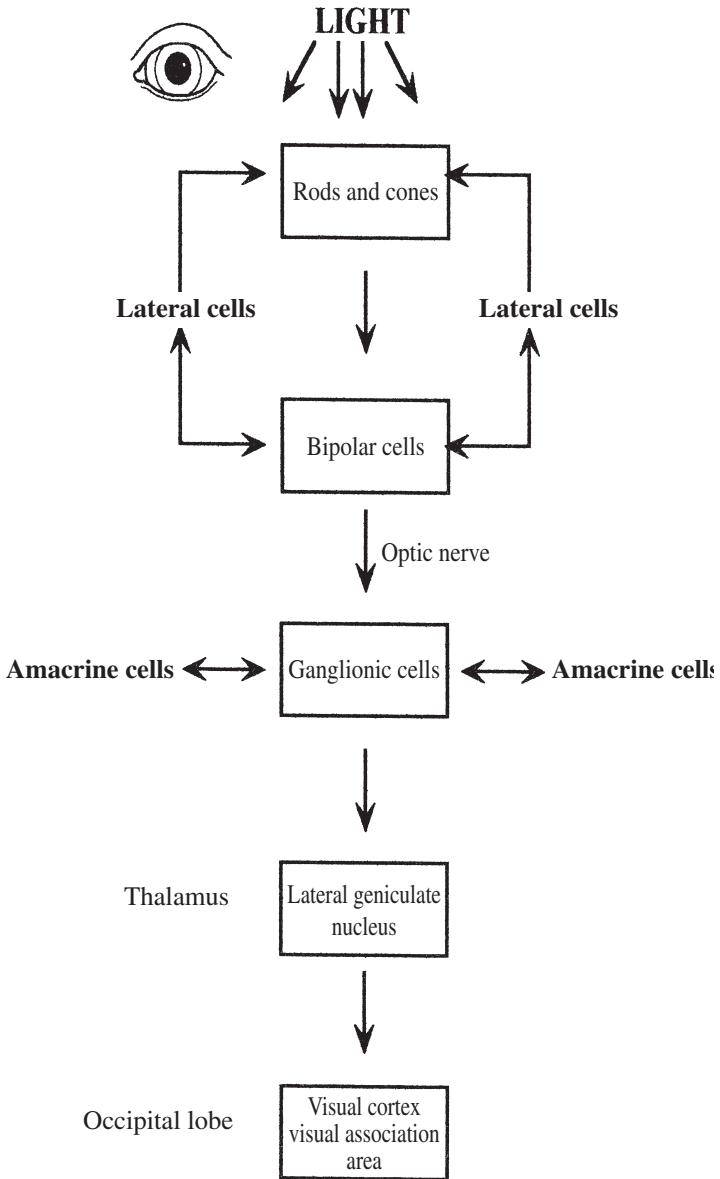 LIGHT
Rods and cones
Lateral cells
Lateral cells
Bipolar cells
Optic nerve
Amacrine cells
Ganglionic cells
Amacrine cells
Thalamus
Lateral geniculate
nucleus
Occipital lobe
Visual cortex
visual association
area